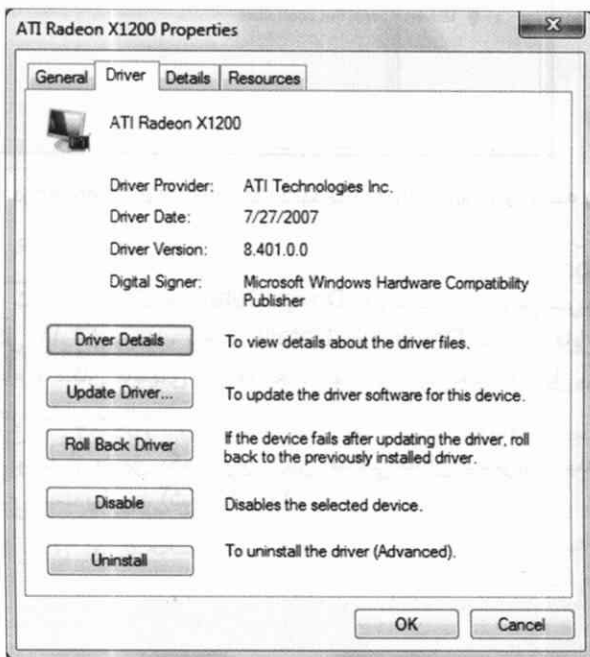 ATI Radeon X1200 Properties
General Driver Details Resources
ATI Radeon X1200
Driver Provider: ATI Technologies Inc.
Driver Date: 7/27/2007
Driver Version: 8.401.0.0
Digital Signer: Microsoft Windows Hardware Compatibility
Publisher
Driver Details To view details about the driver files.
Update Driver... To update the driver software for this device.
Roll Back Driver If the device fails after updating the driver, roll
back to the previously installed driver.
Disable Disables the selected device.
Uninstall To uninstall the driver (Advanced).
OK Cancel